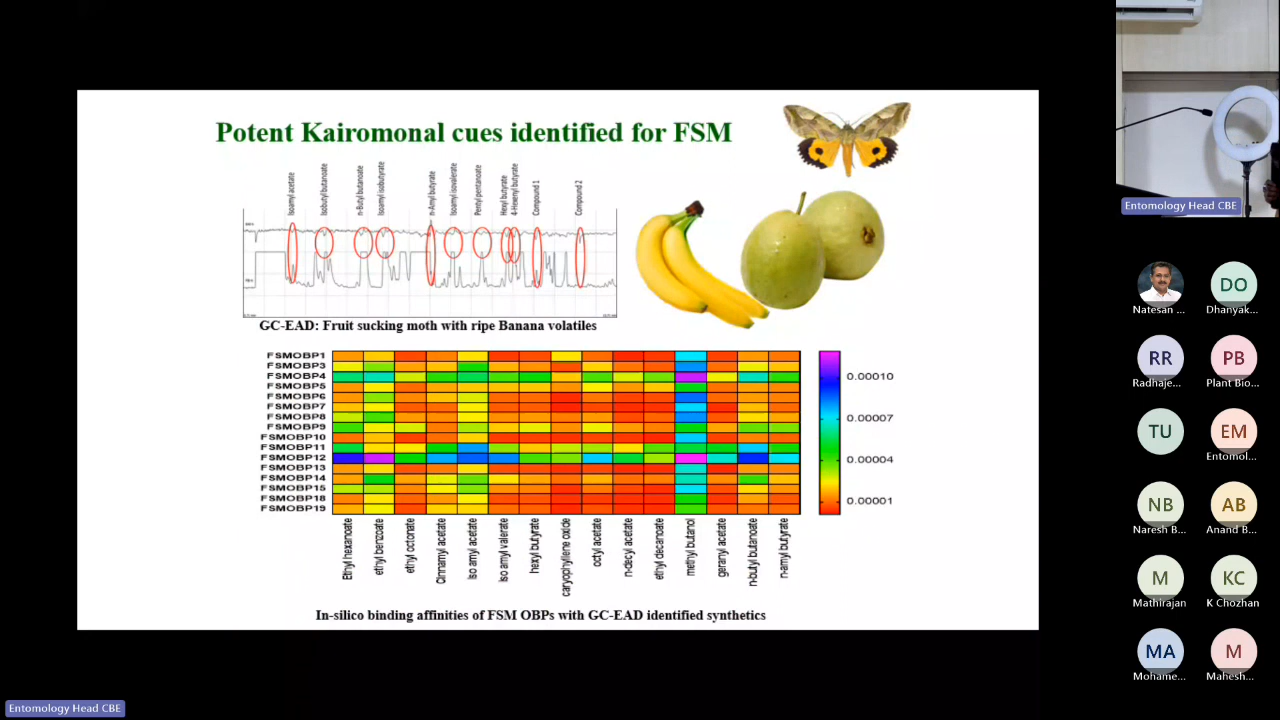 Potent Kairomonal cues identified for FSM
Isoamyl acetate
Isobutyl butanoate
n-Butyl butanoate
Isoamyl isobutyrate
n-Amyl butyrate
Isoamyl isovalerate
Pentyl pentanoate
Hexyl butyrate
4-Hexenyl butyrate
Compound 1
Compound 2
GC-EAD: Fruit sucking moth with ripe Banana volatiles
FSMOBP1
FSMOBP3
FSMOBP4
FSMOBP5
FSMOBP6
FSMOBP7
FSMOBP8
FSMOBP9
FSMOBP10
FSMOBP11
FSMOBP12
FSMOBP13
FSMOBP14
FSMOBP15
FSMOBP18
FSMOBP19
0.00010
0.00007
0.00004
0.00001
Ethyl hexanoate
ethyl benzoate
ethyl octonate
Cinnamyl acetate
Iso amyl acetate
Iso amyl valerate
hexyl butyrate
caryophyllene oxide
octyl acetate
n-decyl acetate
ethyl decanoate
methyl butanol
geranyl acetate
n-butyl butanoate
n-amyl butyrate
In-silico binding affinities of FSM OBPs with GC-EAD identified synthetics
Entomology Head CBE
Natesan ...
DO
Dhanyak...
RR
Radhaje...
PB
Plant Bio...
TU
EM
Entomol...
NB
Naresh B...
AB
Anand B...
M
Mathirajan
KC
K Chozhan
MA
Mohame...
M
Mahesh...
Entomology Head CBE